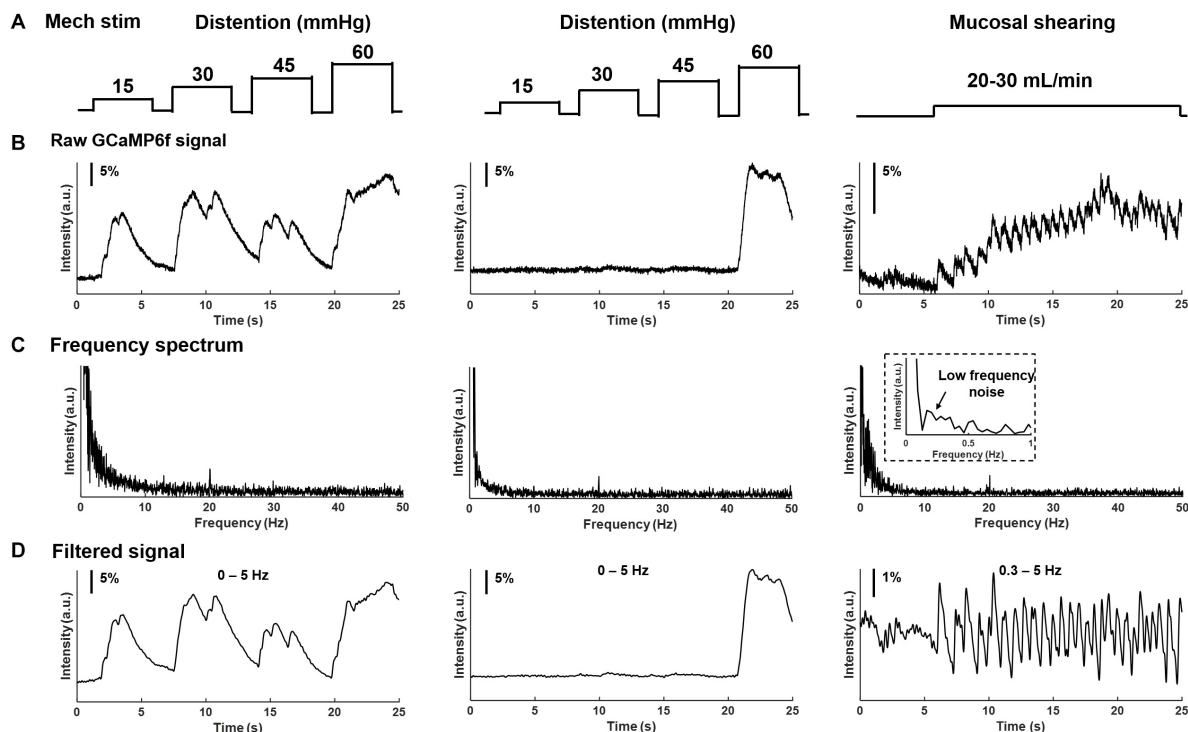 A Mech stim Distention (mmHg) Distention (mmHg) Mucosal shearing
15 30 45 60 15 30 45 60 20-30 mL/min
B Raw GCaMP6f signal
5% 5% 5%
Intensity (a.u.) Intensity (a.u.) Intensity (a.u.)
0 5 10 15 20 25 0 5 10 15 20 25 0 5 10 15 20 25
Time (s) Time (s) Time (s)
C Frequency spectrum
Intensity (a.u.) Intensity (a.u.) Intensity (a.u.)
Intensity (a.u.)
Low frequency
noise
0 0.5 1
Frequency (Hz)
0 10 20 30 40 50 0 10 20 30 40 50 0 10 20 30 40 50
Frequency (Hz) Frequency (Hz) Frequency (Hz)
D Filtered signal
5% 0 – 5 Hz 5% 0 – 5 Hz 1% 0.3 – 5 Hz
Intensity (a.u.) Intensity (a.u.) Intensity (a.u.)
0 5 10 15 20 25 0 5 10 15 20 25 0 5 10 15 20 25
Time (s) Time (s) Time (s)